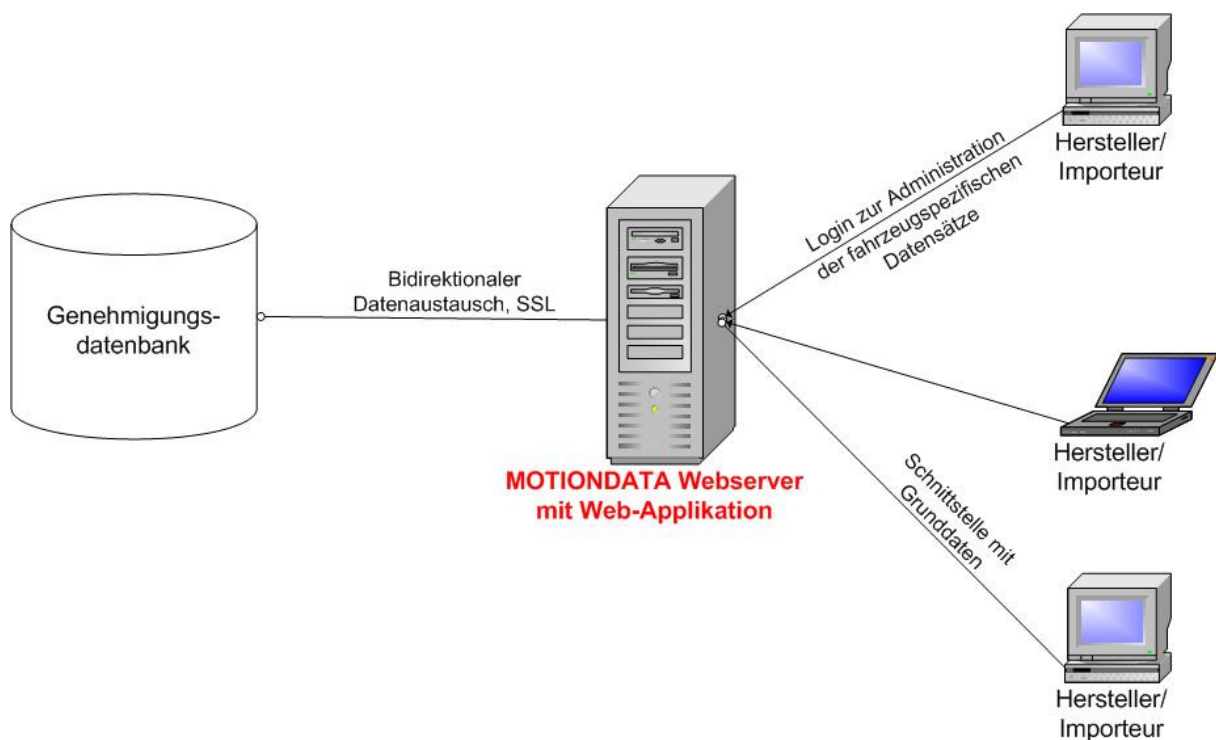 Genehmigungs-
datenbank
Bidirektionaler
Datenaustausch, SSL
MOTIONDATA Webserver
mit Web-Applikation
Login zur Administration
der fahrzeugspezifischen
Datensätze
Hersteller/
Importeur
Hersteller/
Importeur
Schnittstelle mit
Grunddaten
Hersteller/
Importeur